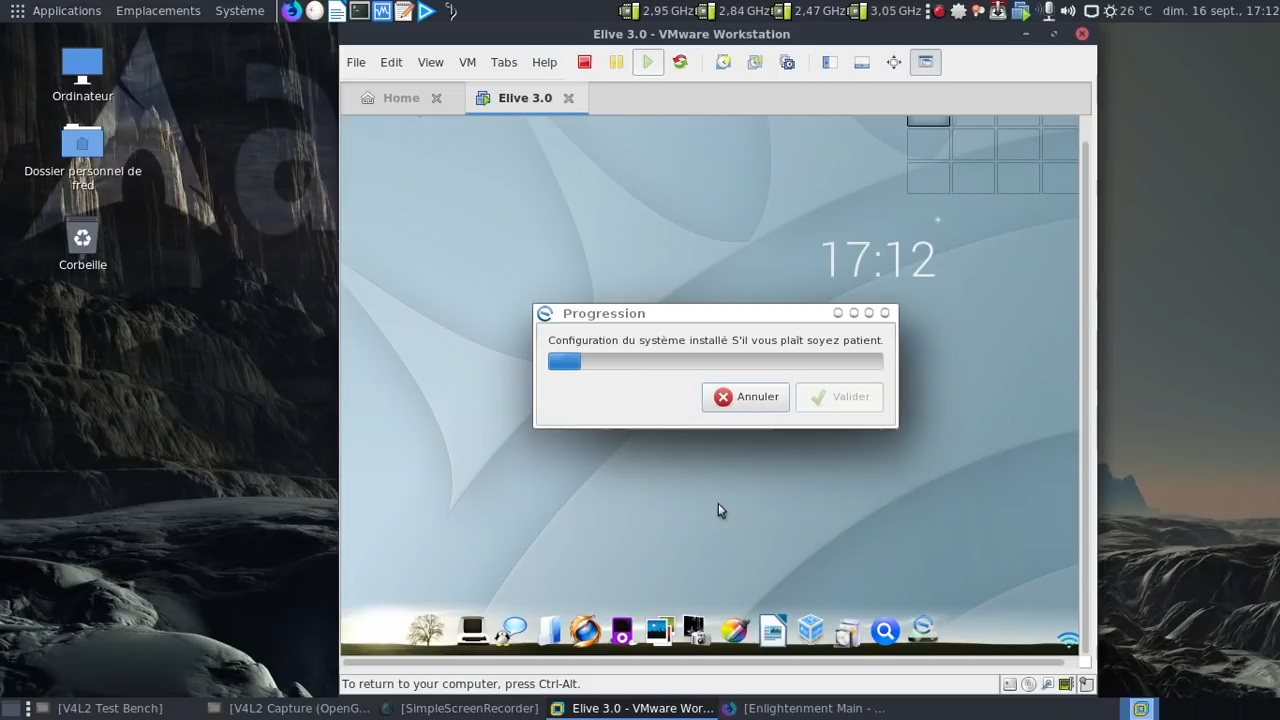 Applications Emplacements Système 2,95 GHz 2,84 GHz 2,47 GHz 3,05 GHz 26 °C dim. 16 sept., 17:12
Elive 3.0 - VMware Workstation
File Edit View VM Tabs Help
Home Elive 3.0
Ordinateur
Dossier personnel de
fred
Corbeille
17:12
Progression
Configuration du système installé S'il vous plaît soyez patient.
Annuler Valider
To return to your computer, press Ctrl-Alt.
[V4L2 Test Bench] [V4L2 Capture (OpenG... [SimpleScreenRecorder] Elive 3.0 - VMware Wor... [Enlightenment Main - ...